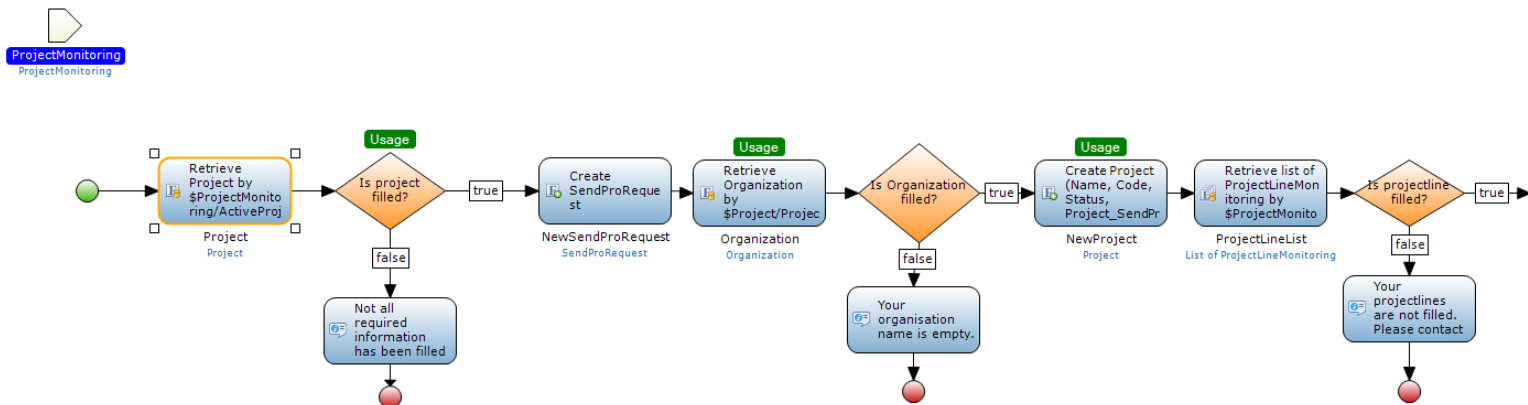 ProjectMonitoring
ProjectMonitoring
Retrieve
Project by
$ProjectMonito
ring/ActiveProj
Project
Project
Usage
Is project
filled?
true
false
Not all
required
information
has been filled
Create
SendProReque
st
NewSendProRequest
SendProRequest
Usage
Retrieve
Organization
by
$Project/Projec
Organization
Organization
Is Organization
filled?
true
false
Your
organisation
name is empty.
Usage
Create Project
(Name, Code,
Status,
Project_SendPr
NewProject
Project
Retrieve list of
ProjectLineMon
itoring by
$ProjectMonito
ProjectLineList
List of ProjectLineMonitoring
Is projectline
filled?
true
false
Your
projectlines
are not filled.
Please contact